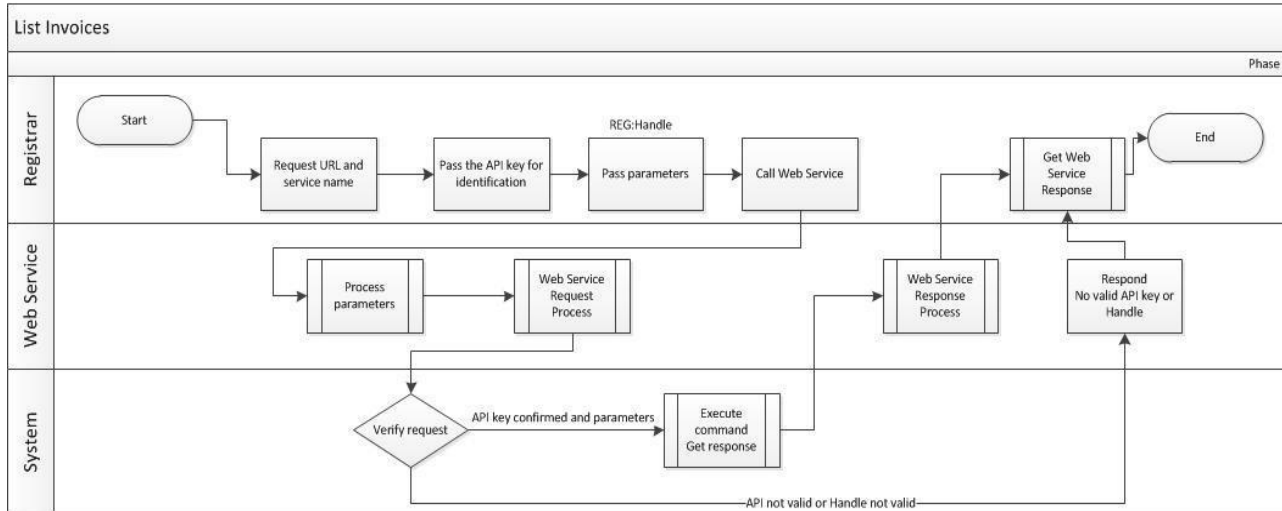 List Invoices
Phase
Registrar
Start
Request URL and
service name
Pass the API key for
identification
REG:Handle
Pass parameters
Call Web Service
Get Web
Service
Response
End
Web Service
Process
parameters
Web Service
Request
Process
Web Service
Response
Process
Respond
No valid API key or
Handle
System
Verify request
API key confirmed and parameters
Execute
command
Get response
API not valid or Handle not valid